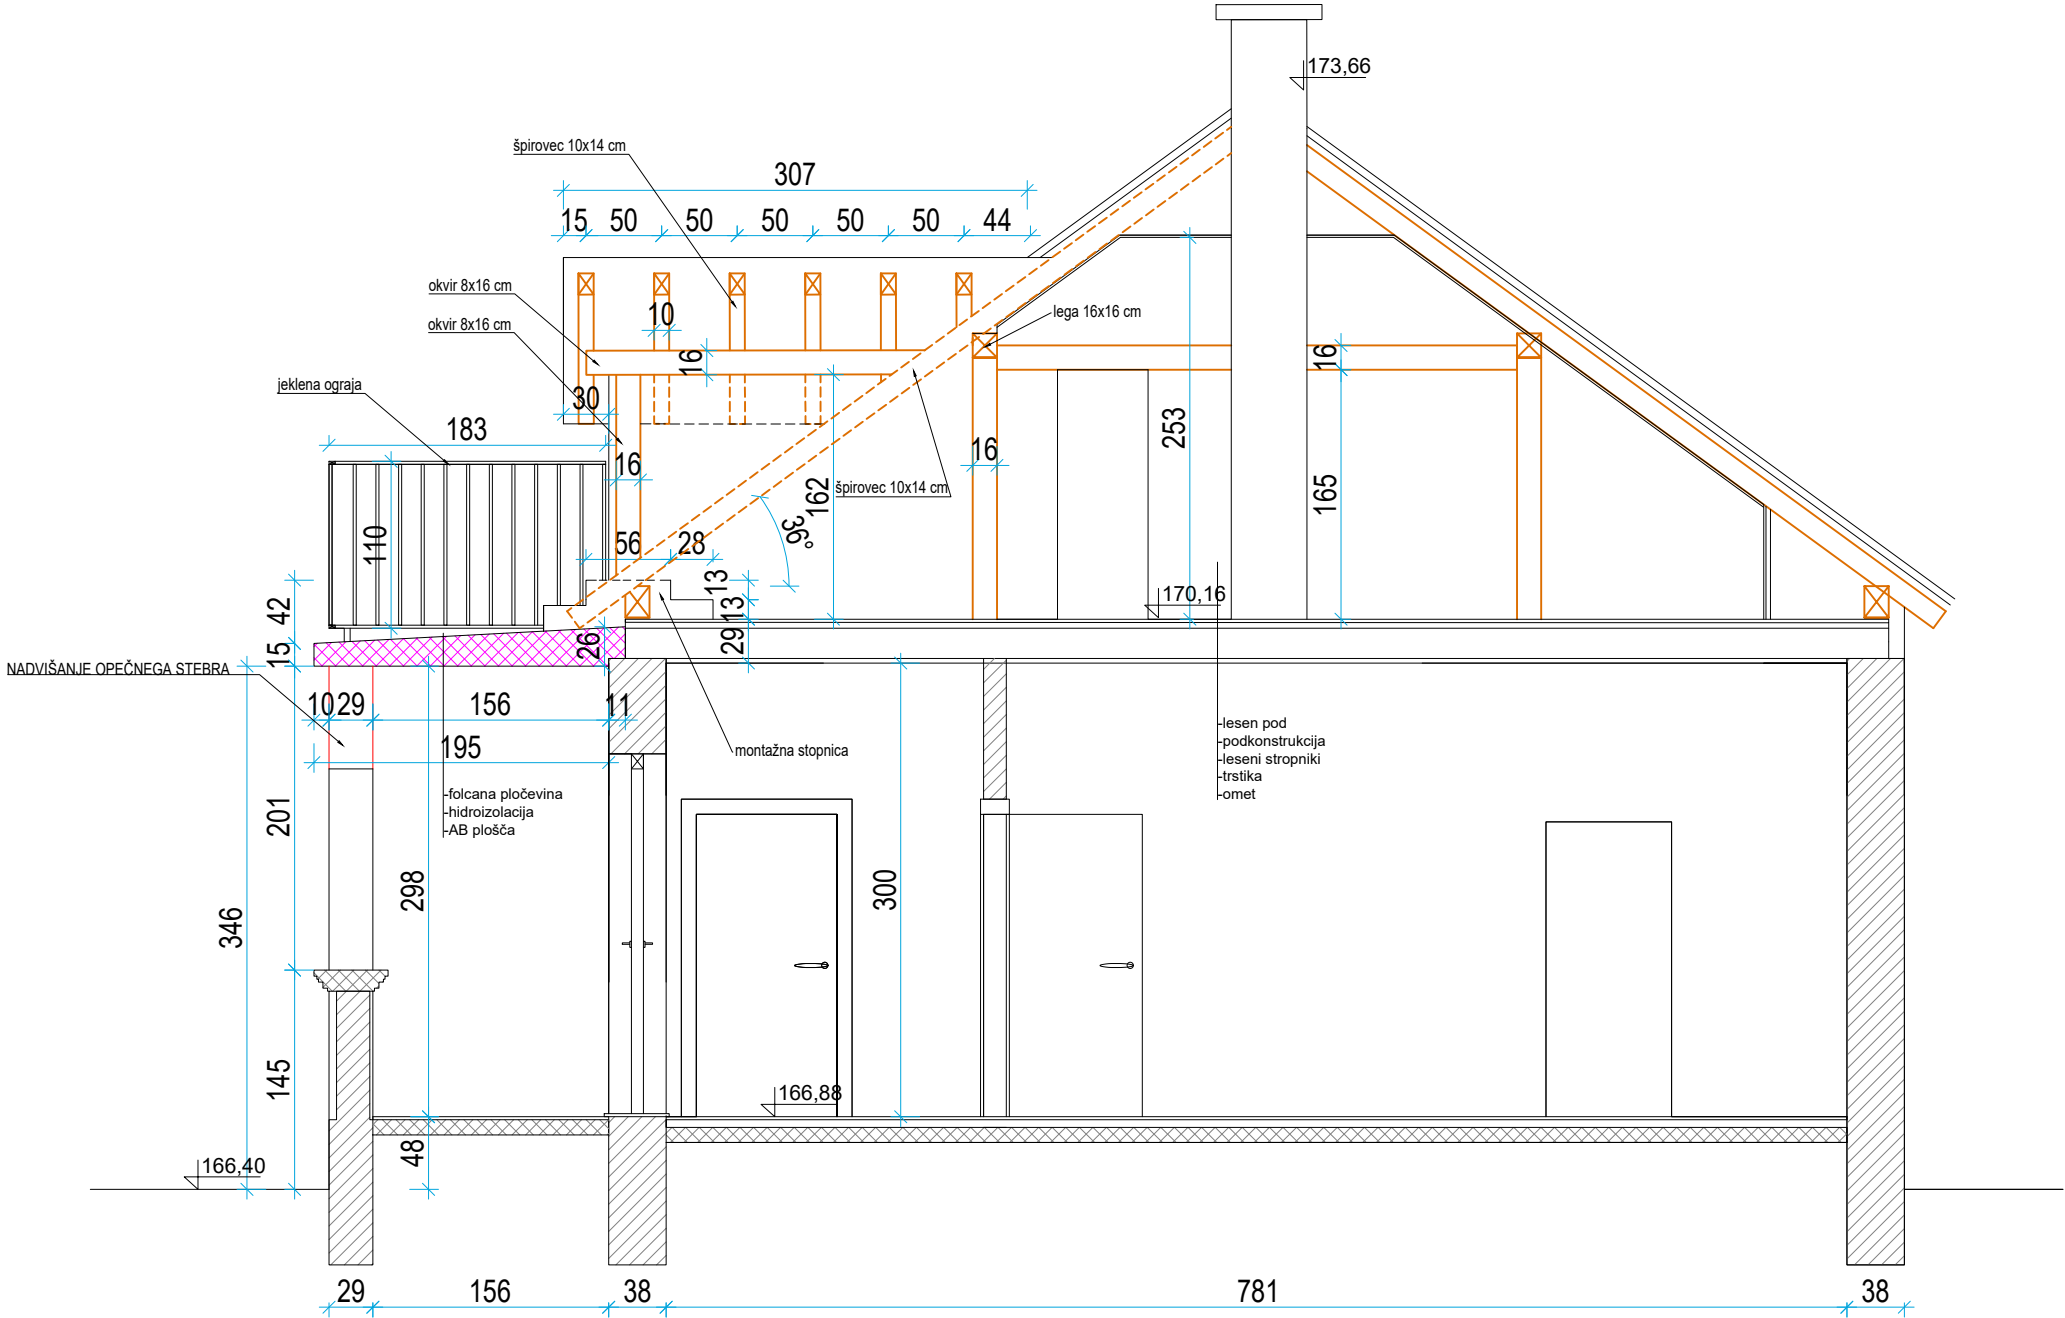 173,66
špirovec 10x14 cm
307
15 50 50 50 50 50 44
okvir 8x16 cm
10
lega 16x16 cm
okvir 8x16 cm
16
16
jeklena ograja
30
183
253
16
16
162
špirovec 10x14 cm
165
110
36°
56
28
13
13
42
170,16
26
29
15
NADVIŠANJE OPEČNEGA STEBRA
10 29
156
11
195
montažna stopnica
-lesen pod
-podkonstrukcija
-leseni stropniki
-trstika
-omet
-folcana pločevina
-hidroizolacija
-AB plošča
201
298
300
346
145
166,88
48
166,40
29 156 38 781 38